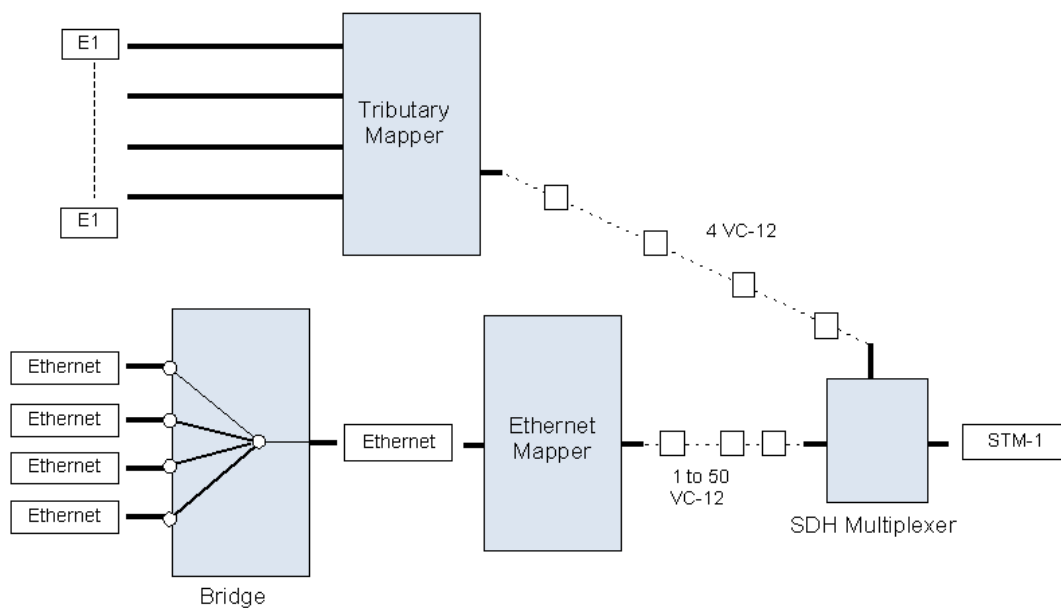 E1
Tributary
Mapper
E1
4 VC-12
Ethernet
Ethernet
Ethernet
Ethernet
Bridge
Ethernet
Ethernet
Mapper
1 to 50
VC-12
STM-1
SDH Multiplexer